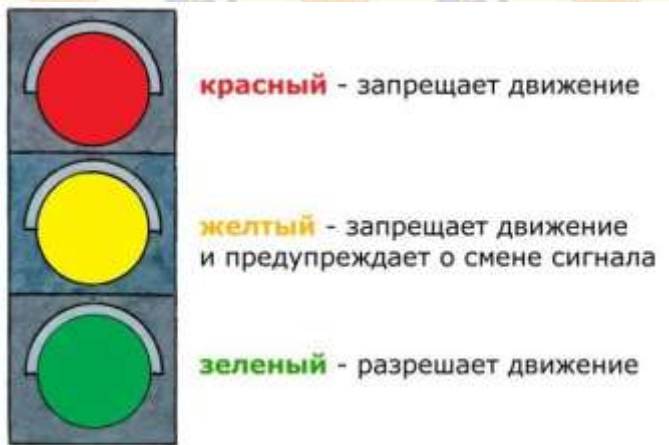 красный - запрещает движение
желтый - запрещает движение
и предупреждает о смене сигнала
зеленый - разрешает движение